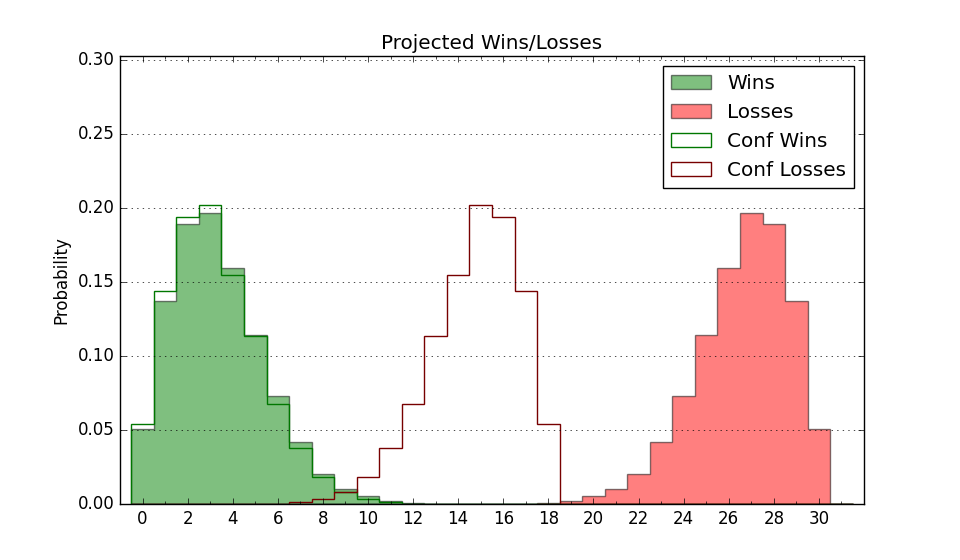 Projected Wins/Losses
0.30
0.25
0.20
0.15
0.10
0.05
0.00
Probability
Wins
Losses
Conf Wins
Conf Losses
0 2 4 6 8 10 12 14 16 18 20 22 24 26 28 30